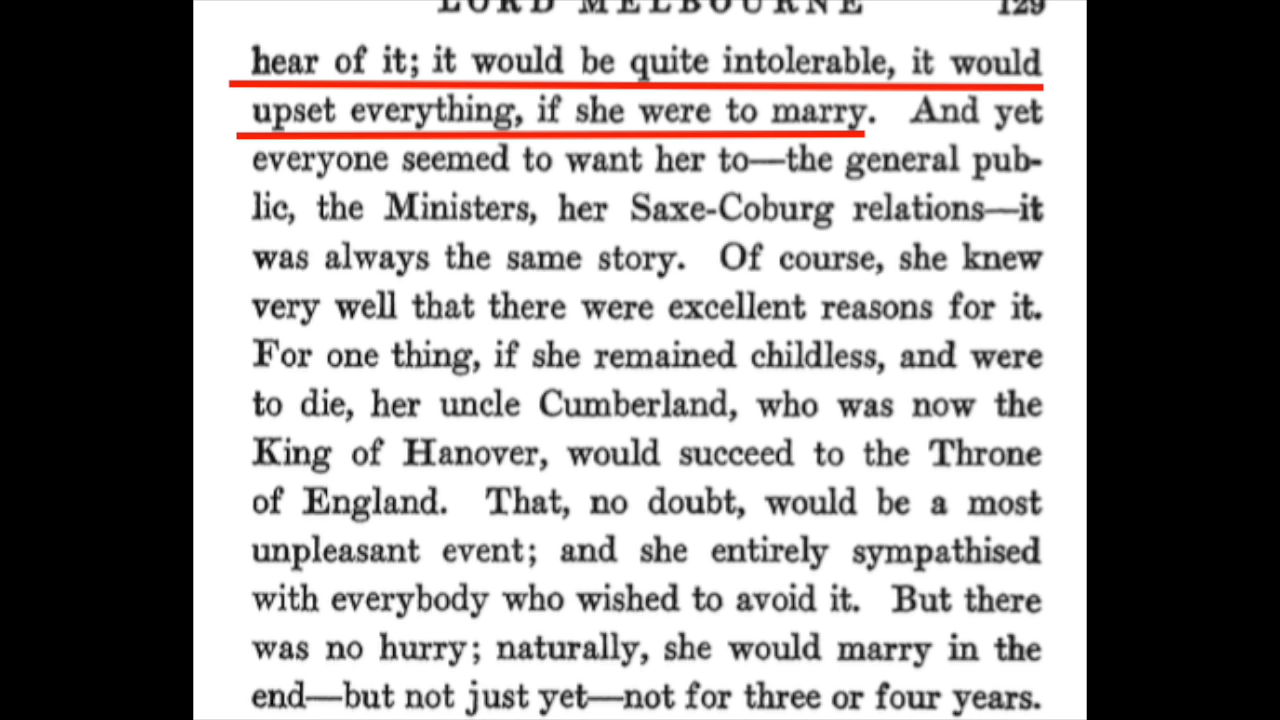 LORD MELBOURNE 129
hear of it; it would be quite intolerable, it would
upset everything, if she were to marry. And yet
everyone seemed to want her to—the general pub-
lic, the Ministers, her Saxe-Coburg relations—it
was always the same story. Of course, she knew
very well that there were excellent reasons for it.
For one thing, if she remained childless, and were
to die, her uncle Cumberland, who was now the
King of Hanover, would succeed to the Throne
of England. That, no doubt, would be a most
unpleasant event; and she entirely sympathised
with everybody who wished to avoid it. But there
was no hurry; naturally, she would marry in the
end—but not just yet—not for three or four years.